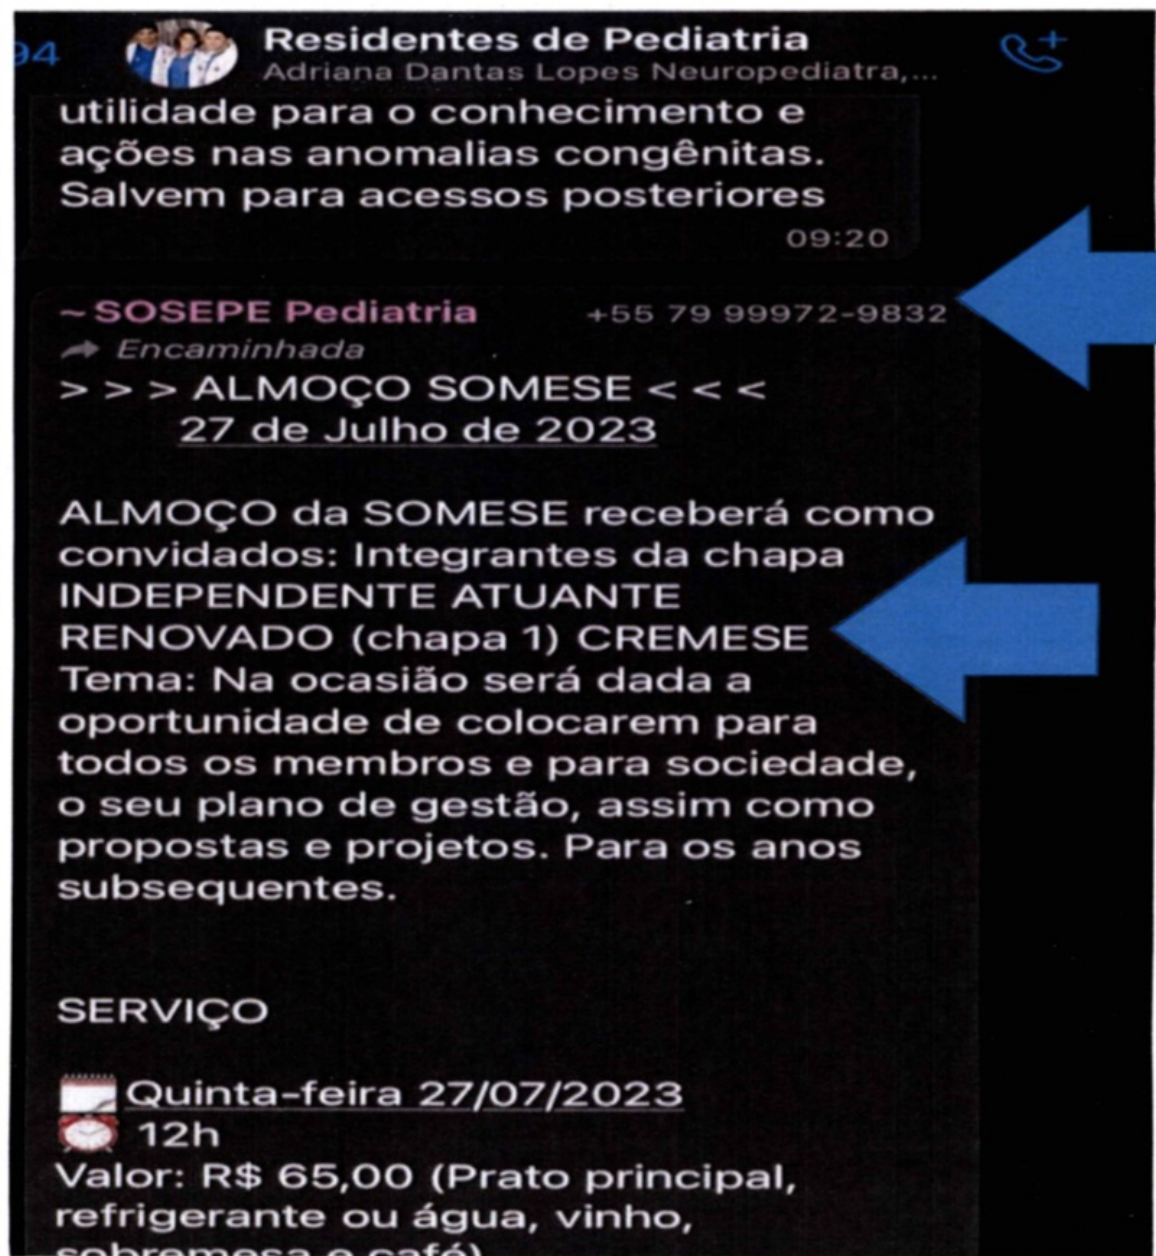 94
Residentes de Pediatria
Adriana Dantas Lopes Neuropediatra,...
utilidade para o conhecimento e
ações nas anomalias congênitas.
Salvem para acessos posteriores
09:20
~SOSEPE Pediatria +55 79 99972-9832
Encaminhada
> > > ALMOÇO SOMESE < < <
27 de Julho de 2023
ALMOÇO da SOMESE receberá como
convidados: Integrantes da chapa
INDEPENDENTE ATUANTE
RENOVADO (chapa 1) CREMESE
Tema: Na ocasião será dada a
oportunidade de colocarem para
todos os membros e para sociedade,
o seu plano de gestão, assim como
propostas e projetos. Para os anos
subsequentes.
SERVIÇO
Quinta-feira 27/07/2023
12h
Valor: R$ 65,00 (Prato principal,
refrigerante ou água, vinho,
sobremesa e café)